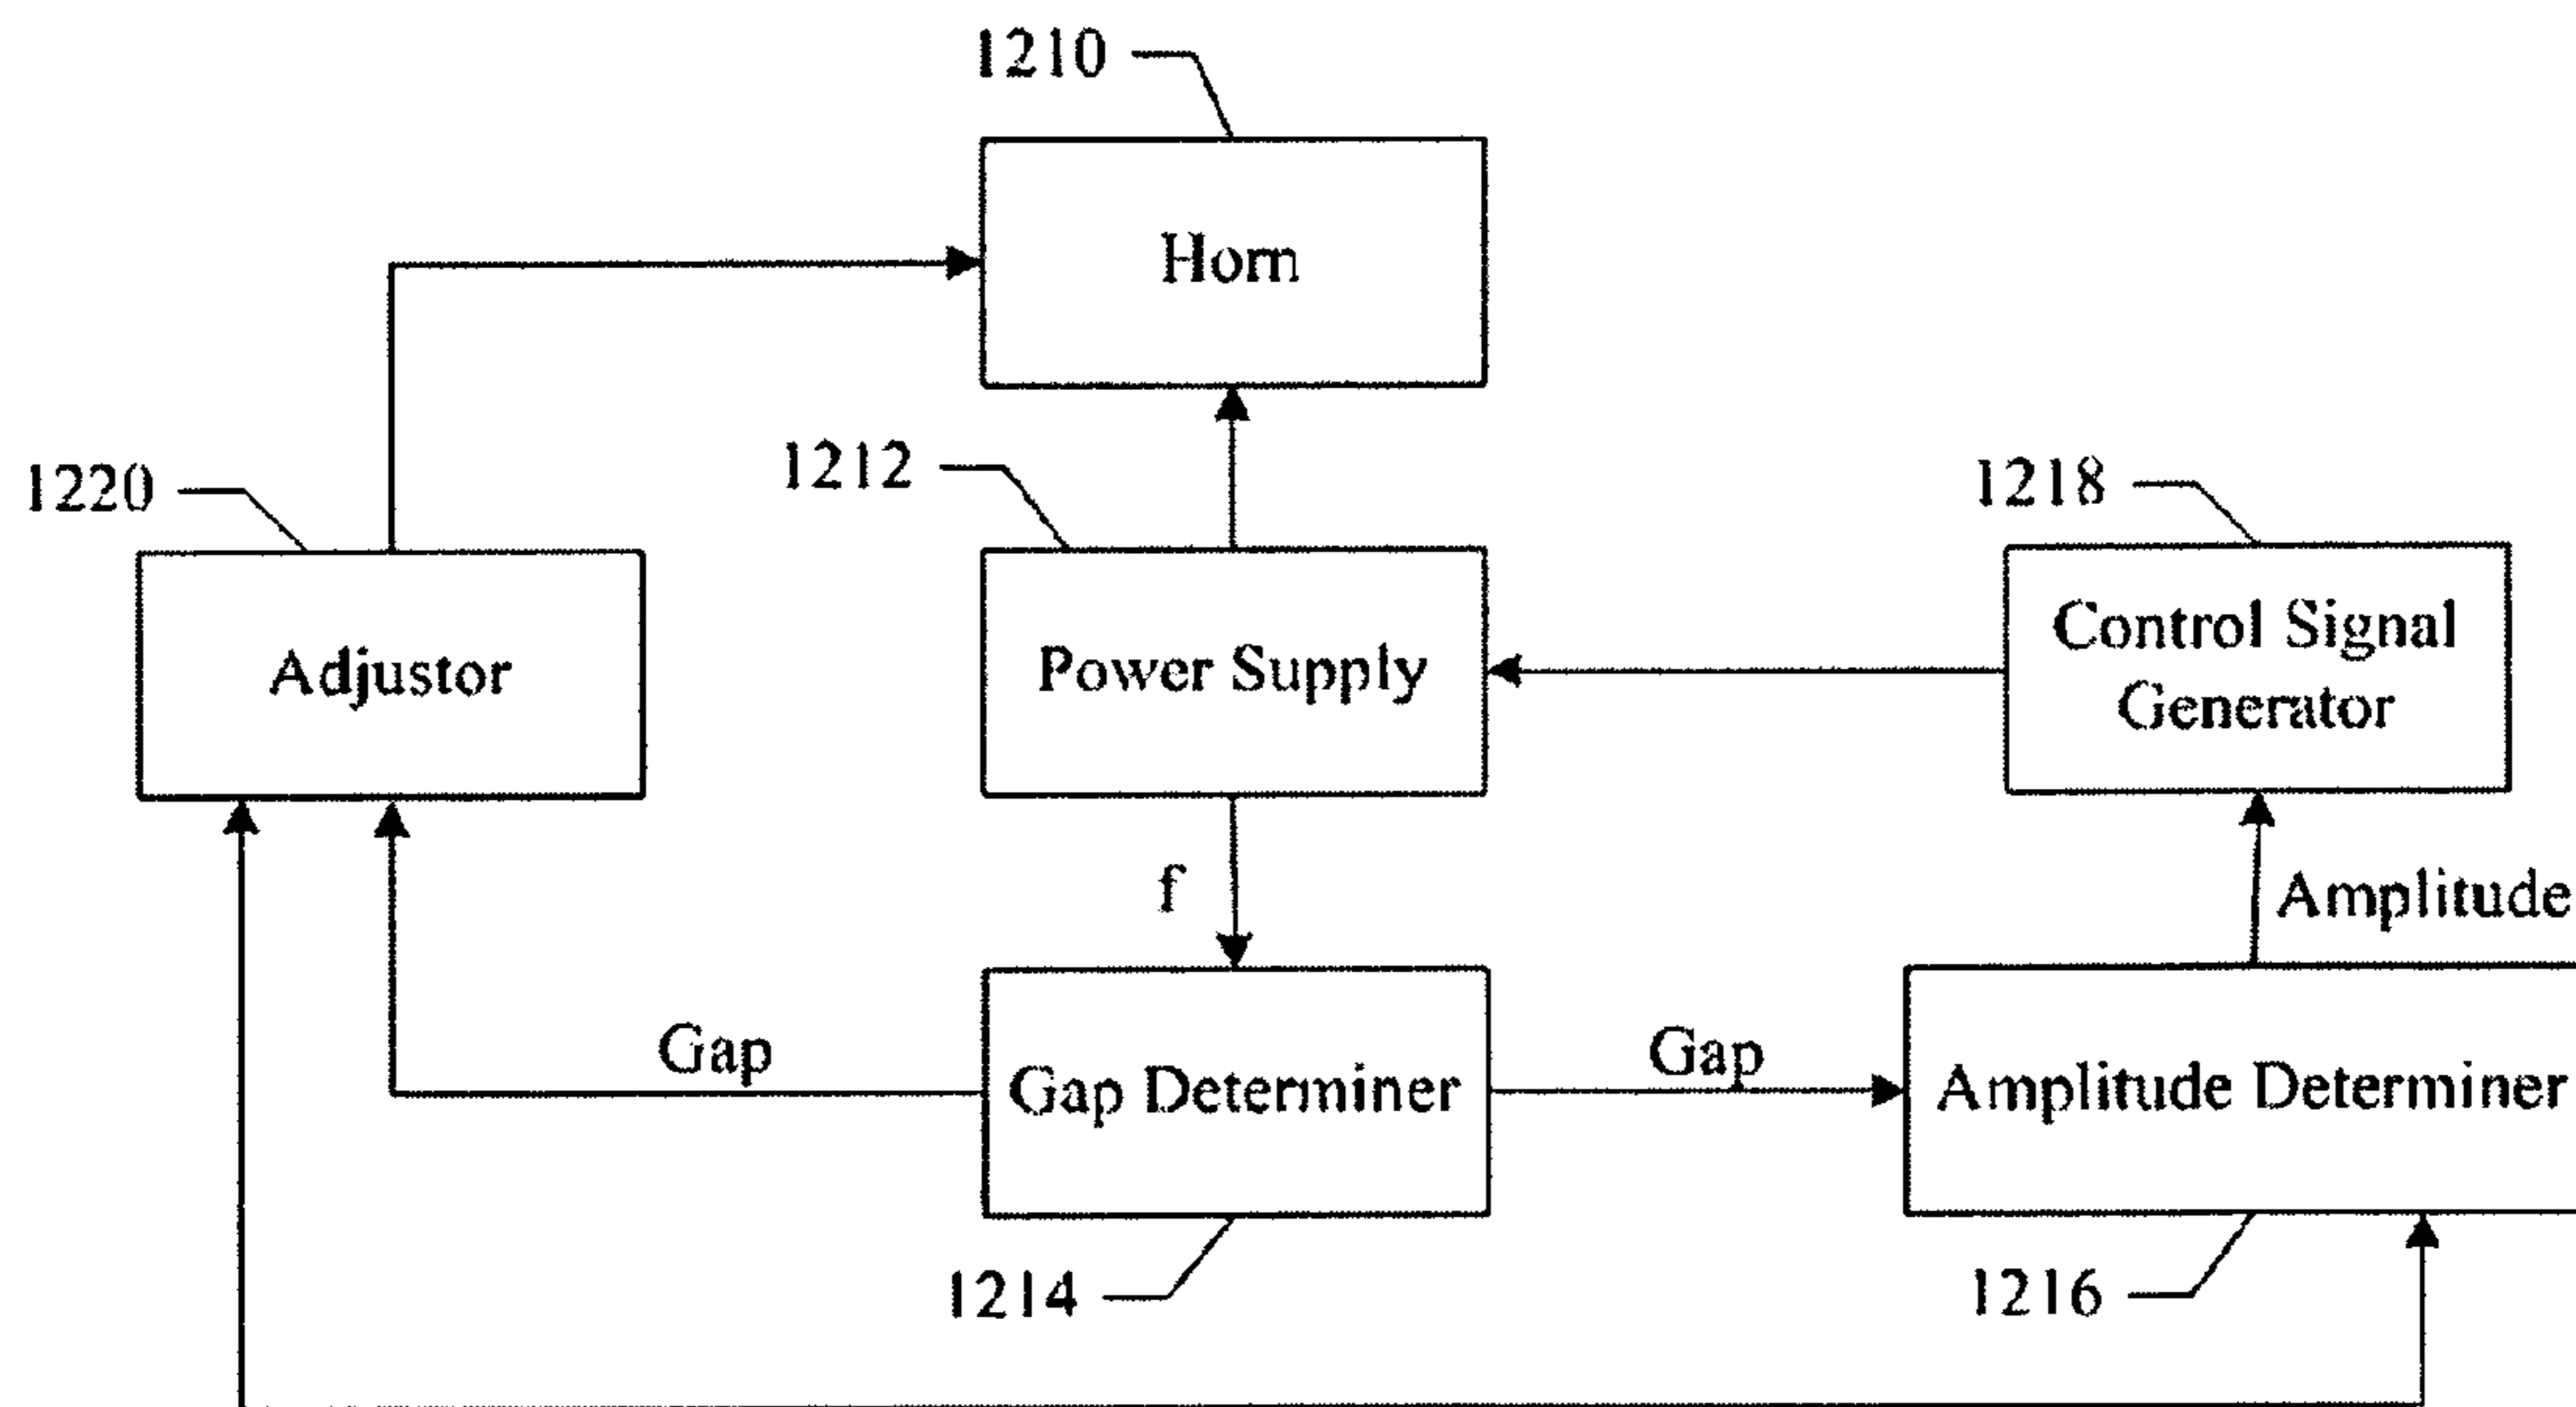 1210
Horn
1220
1212
1218
Adjustor
Power Supply
Control Signal
Generator
f
Amplitude
Gap
Gap Determiner
Gap
Amplitude Determiner
1214
1216